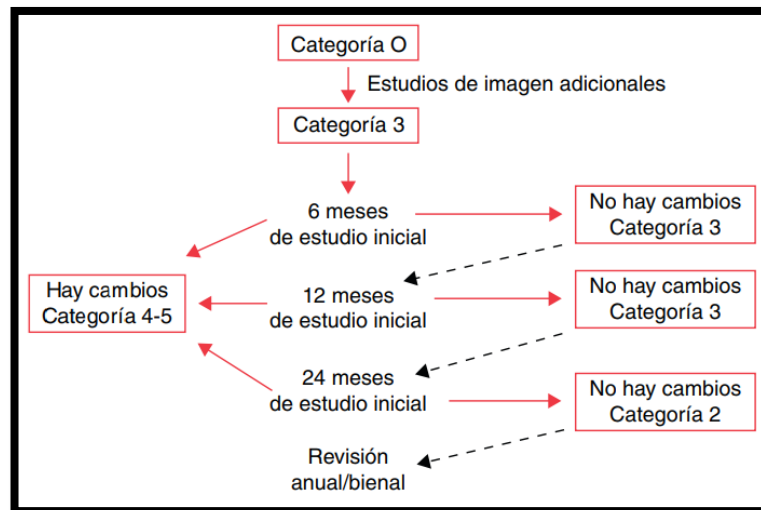 Categoría O
Estudios de imagen adicionales
Categoría 3
6 meses
de estudio inicial
No hay cambios
Categoría 3
Hay cambios
Categoría 4-5
12 meses
de estudio inicial
No hay cambios
Categoría 3
24 meses
de estudio inicial
No hay cambios
Categoría 2
Revisión
anual/bienal